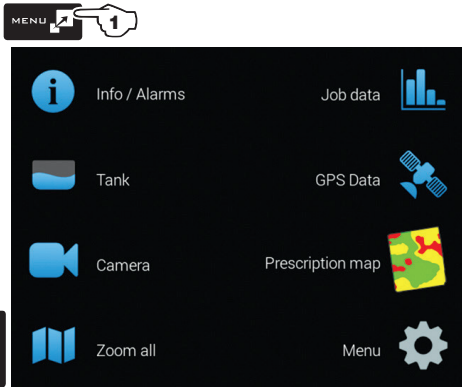 MENU
1
Info / Alarms
Job data
Tank
GPS Data
Camera
Prescription map
Zoom all
Menu